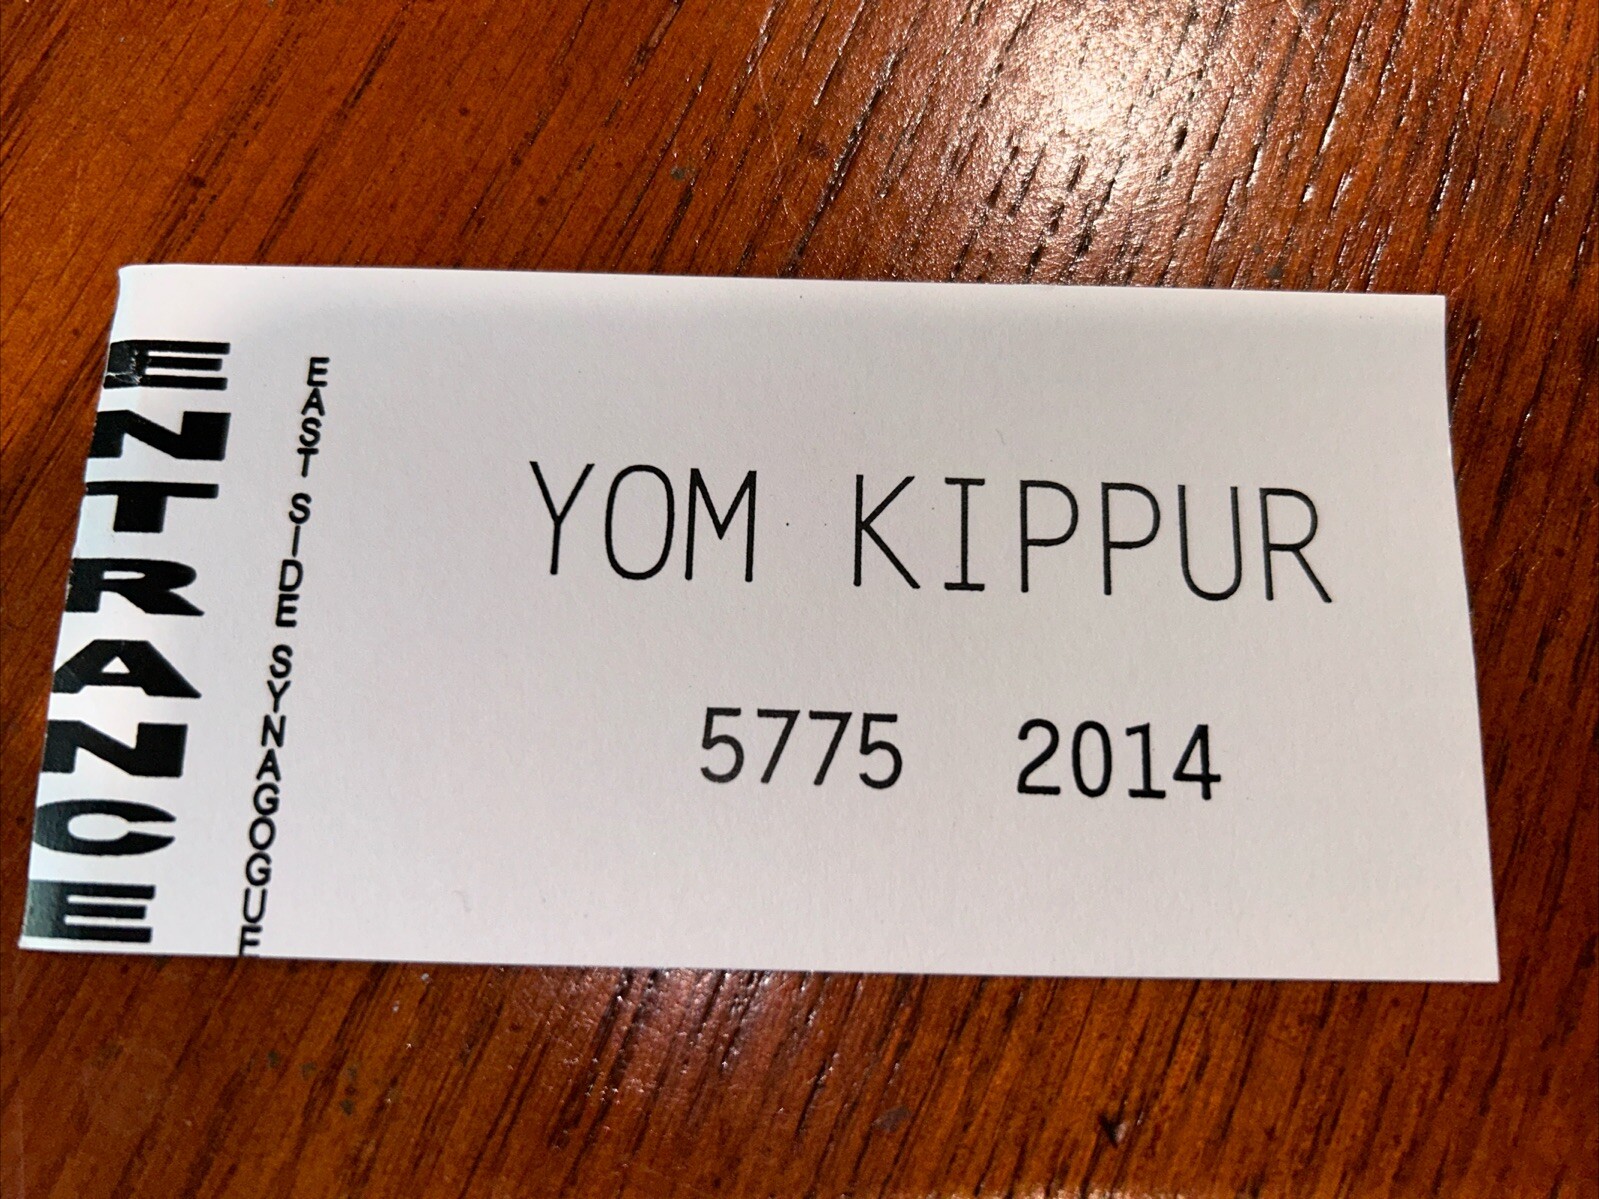 ENTRANCE
EAST SIDE SYNAGOGUE
YOM KIPPUR
5775 2014